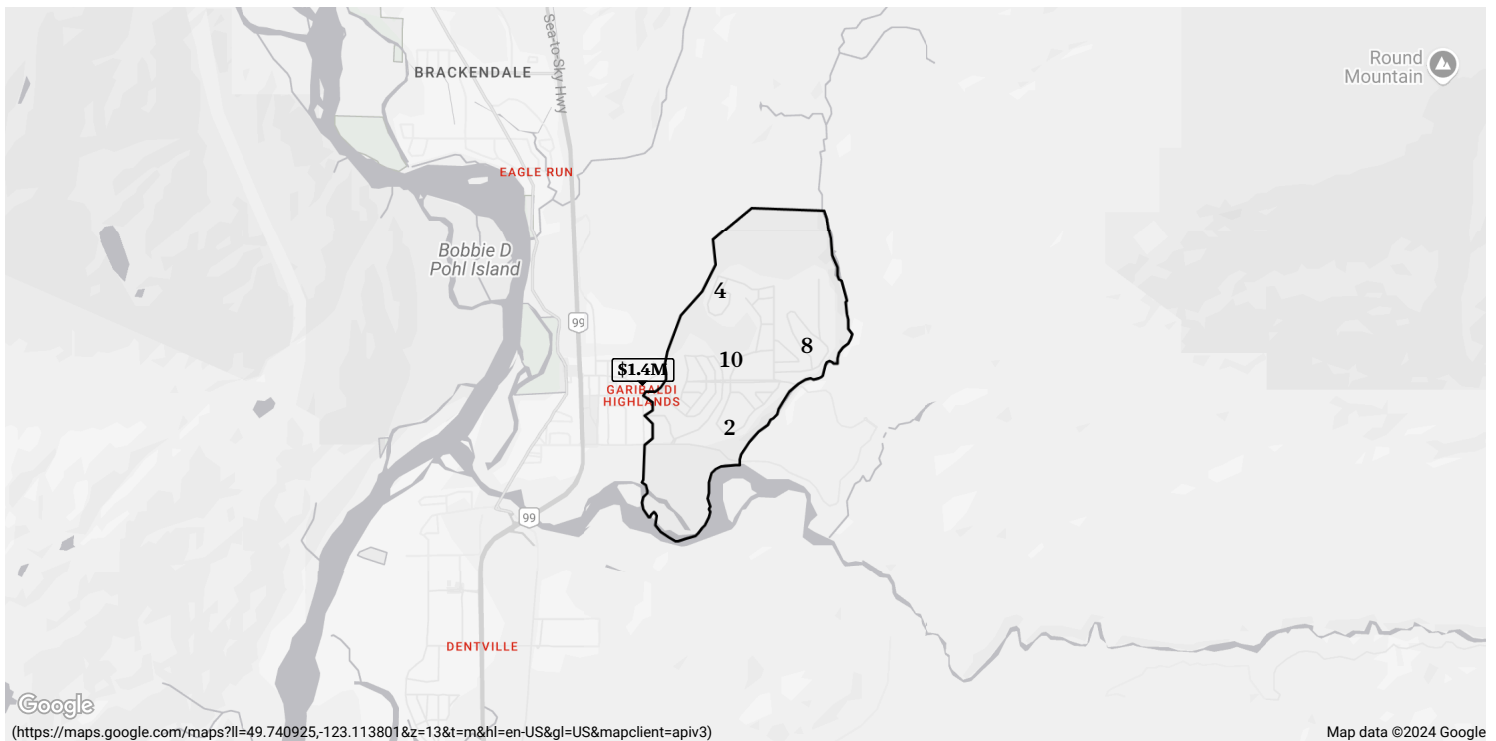 Sea-to-Sky Hwy
BRACKENDALE
Round
Mountain
EAGLE RUN
Bobbie D
Pohl Island
4
99
8
10
$1.4M
GARIBALDI
HIGHLANDS
2
99
DENTVILLE
Google
(https://maps.google.com/maps?ll=49.740925,-123.113801&z=13&t=m&hl=en-US&gl=US&mapclient=apiv3)
Map data ©2024 Google